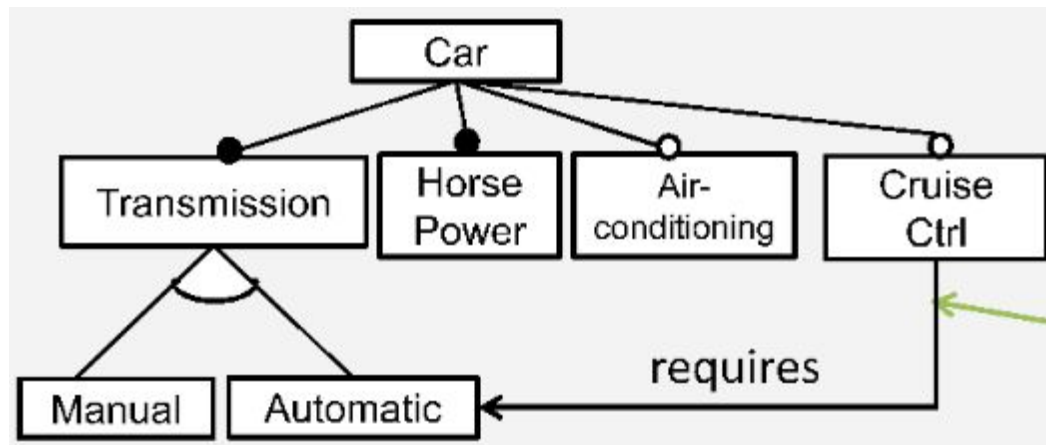 Car
Transmission
Horse
Power
Air-
conditioning
Cruise
Ctrl
requires
Manual
Automatic